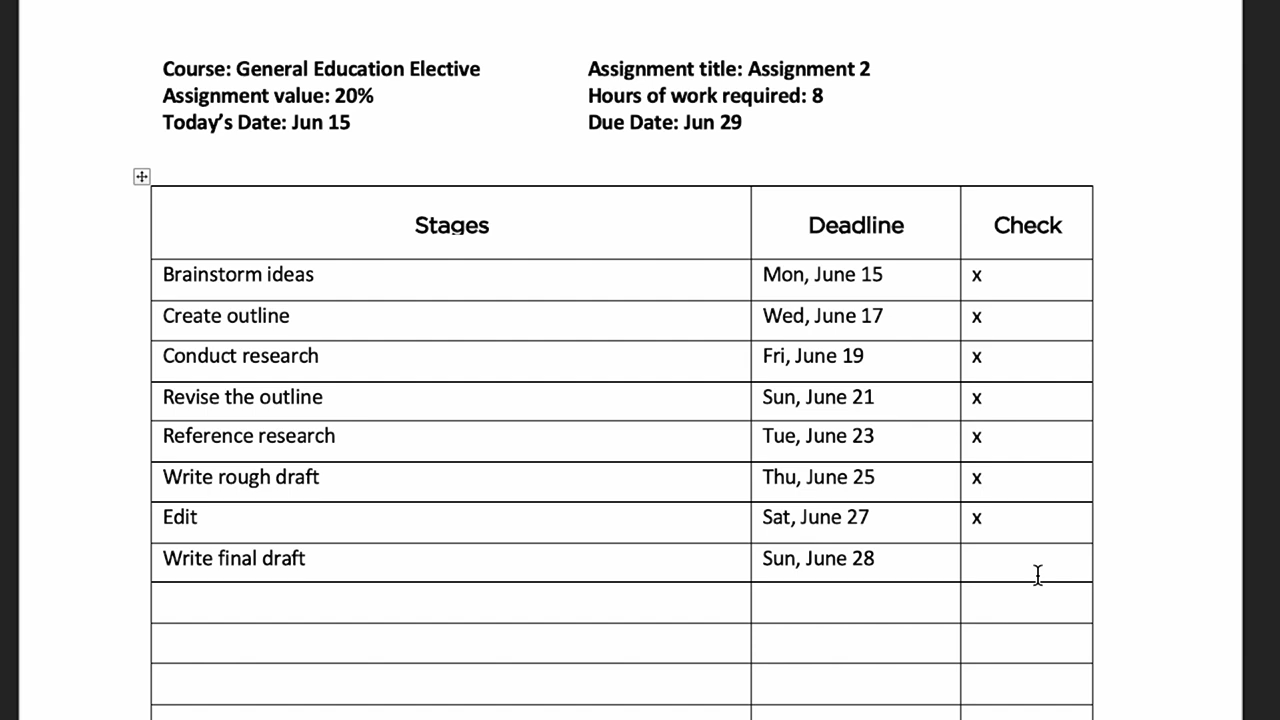 Course: General Education Elective Assignment title: Assignment 2
Assignment value: 20% Hours of work required: 8
Today’s Date: Jun 15 Due Date: Jun 29
Stages Deadline Check
Brainstorm ideas Mon, June 15 x
Create outline Wed, June 17 x
Conduct research Fri, June 19 x
Revise the outline Sun, June 21 x
Reference research Tue, June 23 x
Write rough draft Thu, June 25 x
Edit Sat, June 27 x
Write final draft Sun, June 28